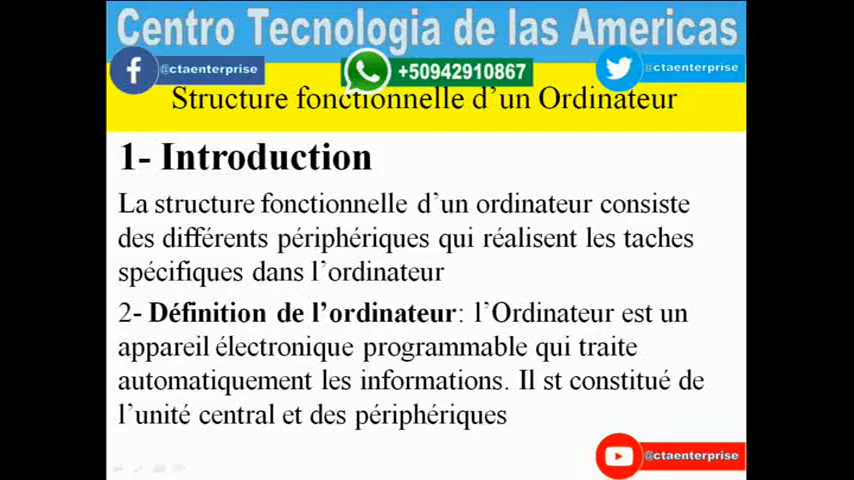 Centro Tecnologia de las Americas
@ctaenterprise
+50942910867
@ctaenterprise
Structure fonctionnelle d’un Ordinateur
1- Introduction
La structure fonctionnelle d’un ordinateur consiste
des différents périphériques qui réalisent les taches
spécifiques dans l’ordinateur
2- Définition de l’ordinateur: l’Ordinateur est un
appareil électronique programmable qui traite
automatiquement les informations. Il st constitué de
l’unité central et des périphériques
@ctaenterprise